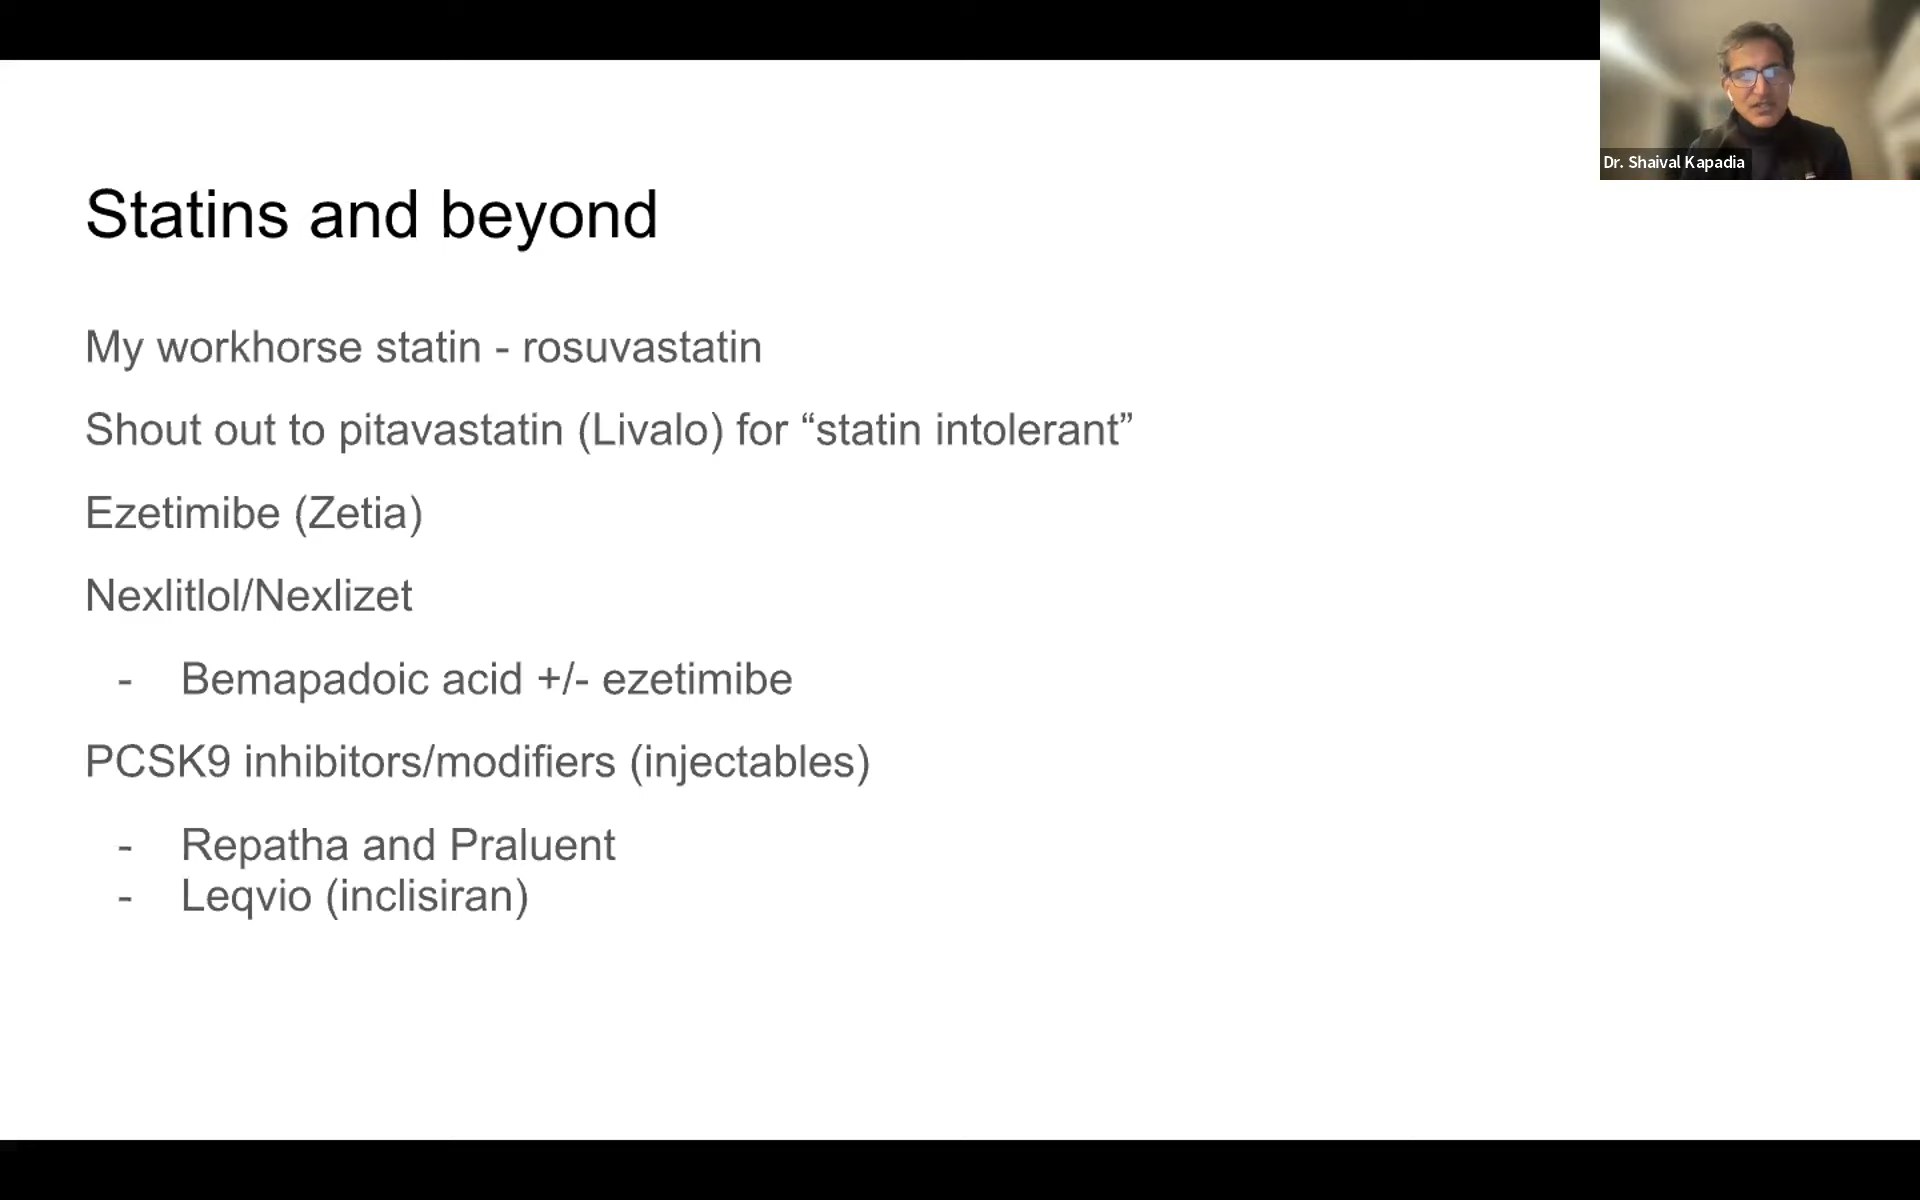 Dr. Shaival Kapadia
Statins and beyond
My workhorse statin - rosuvastatin
Shout out to pitavastatin (Livalo) for “statin intolerant”
Ezetimibe (Zetia)
Nexlitlol/Nexlizet
- Bemapadoic acid +/- ezetimibe
PCSK9 inhibitors/modifiers (injectables)
- Repatha and Praluent
- Leqvio (inclisiran)